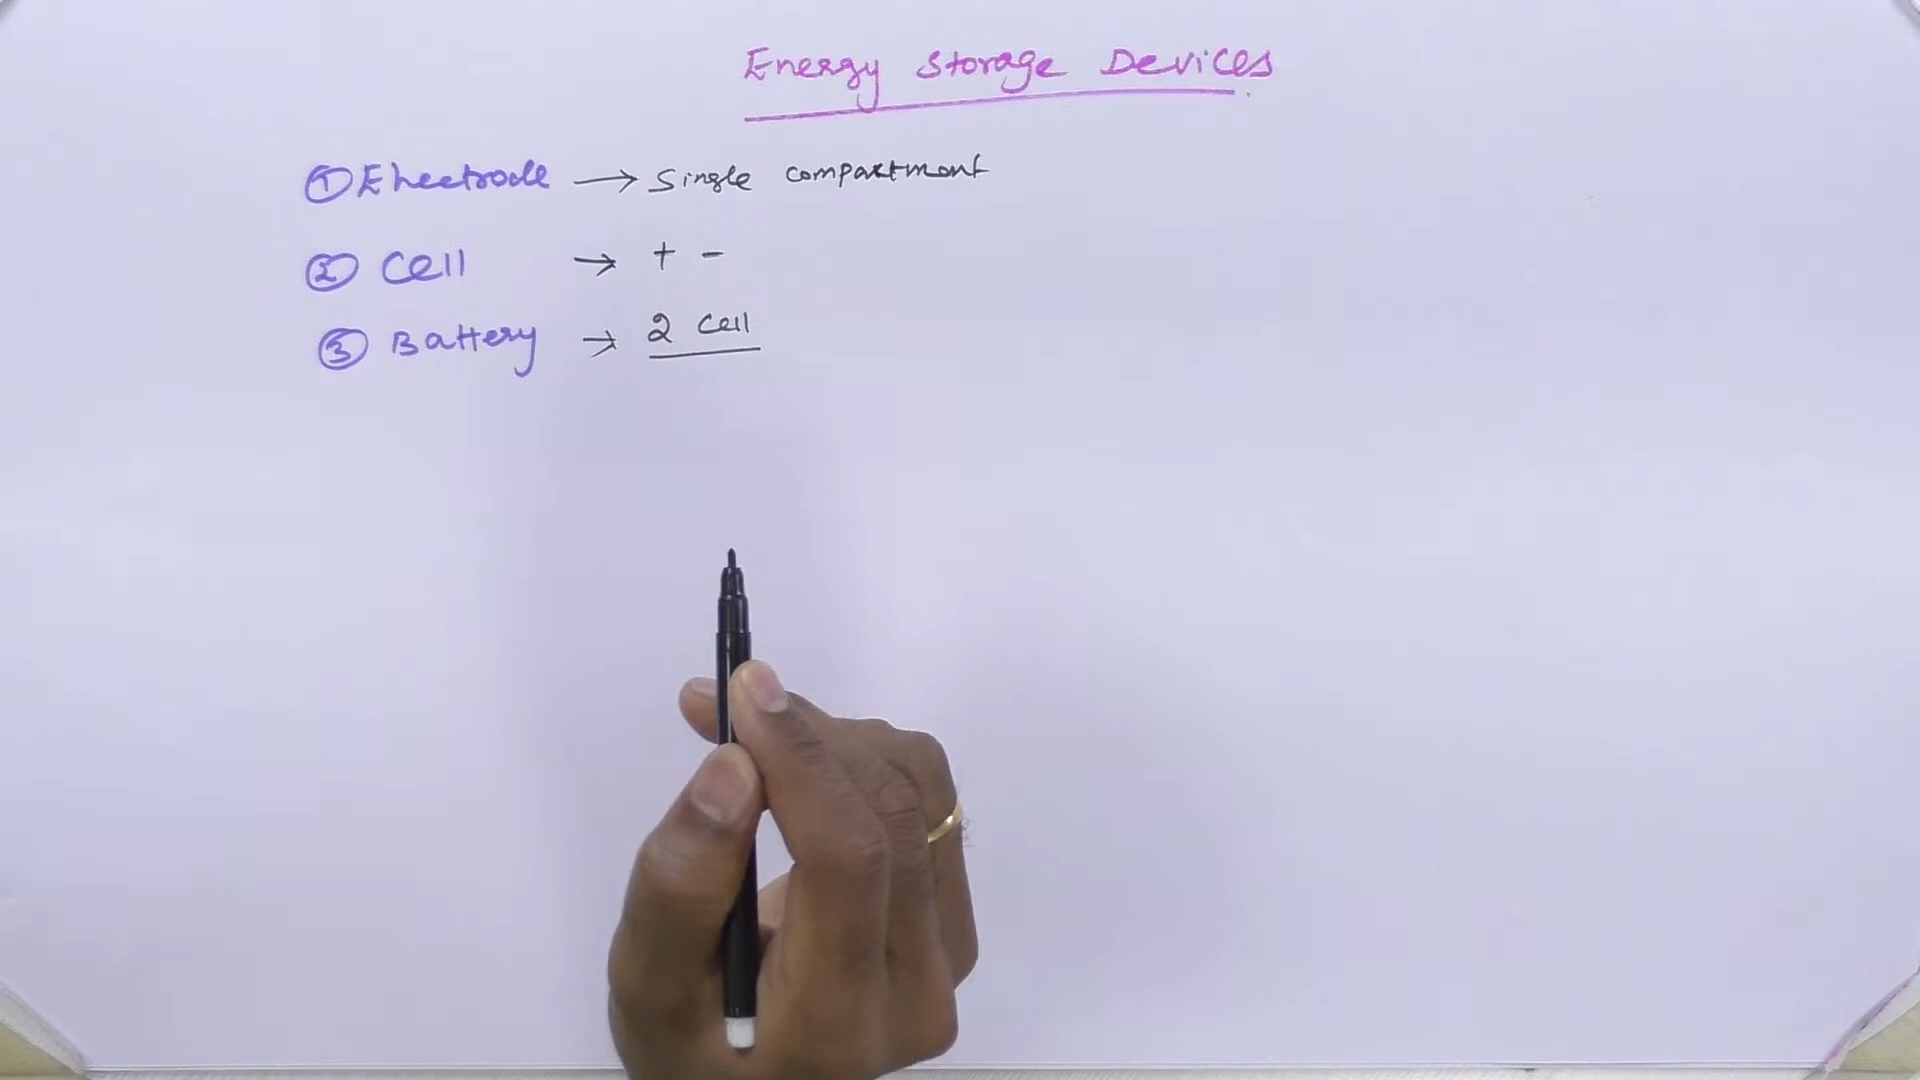 Energy Storage Devices
① Electrode → Single compartment
② Cell → + -
③ Battery → 2 Cell